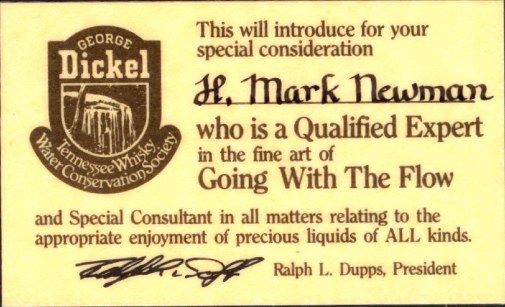 GEORGE
Dickel
Tennessee Whisky
Water Conservation Society
This will introduce for your
special consideration
H. Mark Newman
who is a Qualified Expert
in the fine art of
Going With The Flow
and Special Consultant in all matters relating to the
appropriate enjoyment of precious liquids of ALL kinds.
Ralph L. Dupps, President